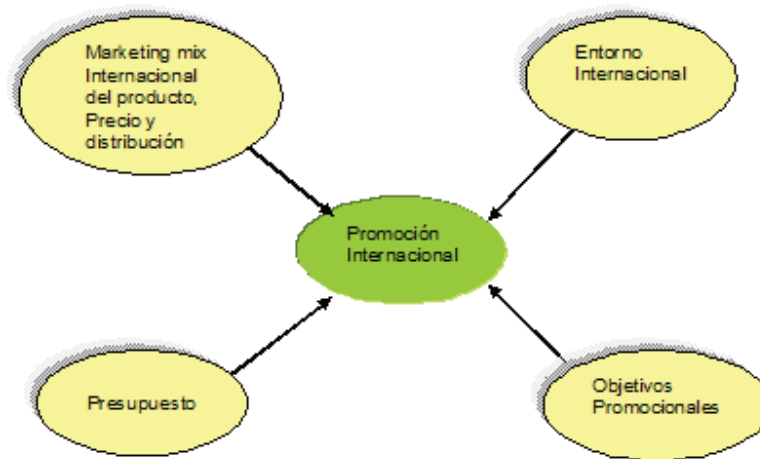 Marketing mix
Internacional
del producto,
Precio y
distribución
Entorno
Internacional
Promoción
Internacional
Presupuesto
Objetivos
Promocionales